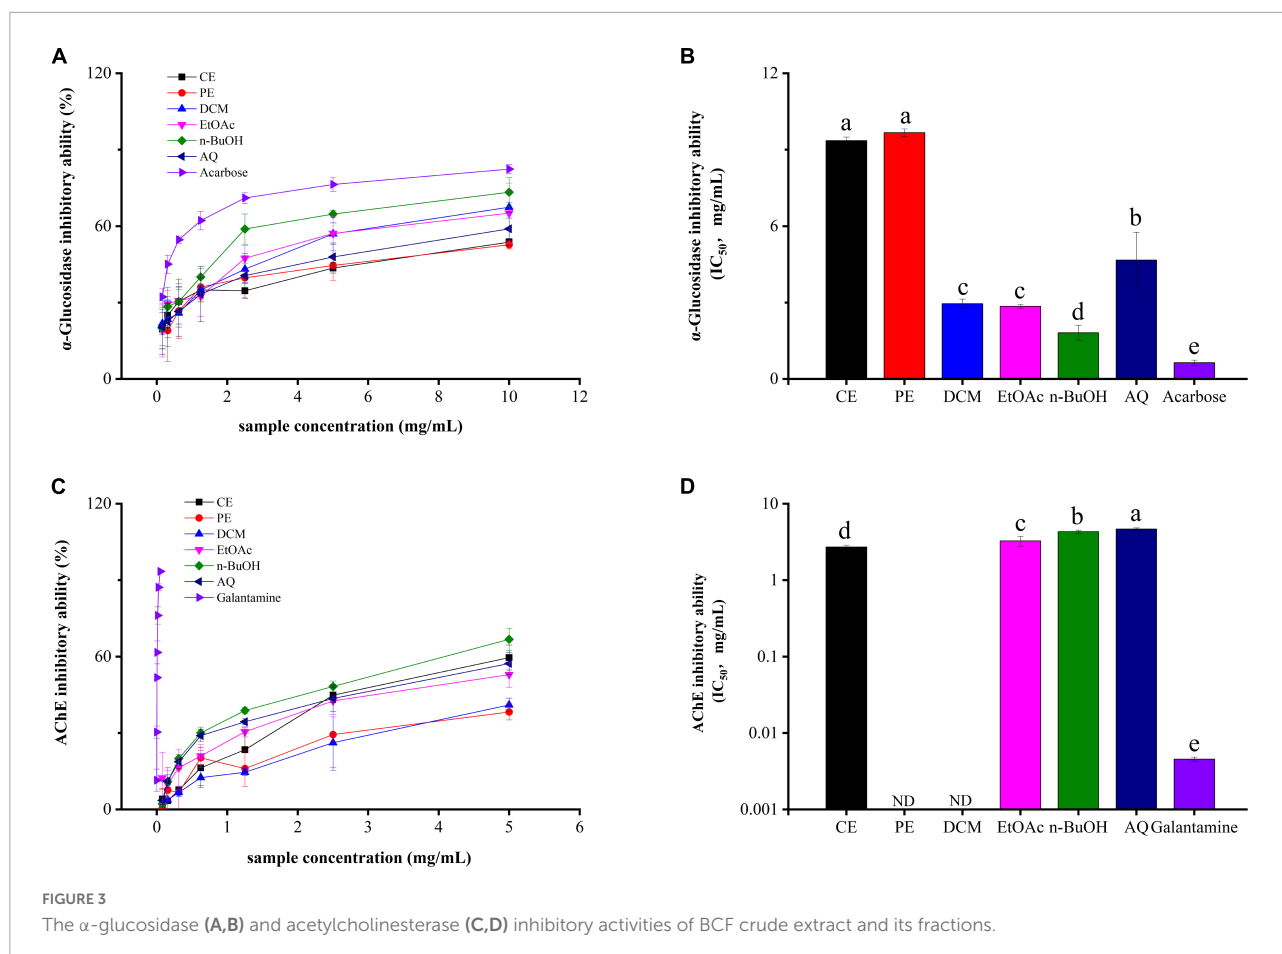 A
α-Glucosidase inhibitory ability (%)
120
60
0
CE
PE
DCM
EtOAc
n-BuOH
AQ
Acarbose
0 2 4 6 8 10 12
sample concentration (mg/mL)
B
α-Glucosidase inhibitory ability
(IC50, mg/mL)
12
6
0
a a c c d b e
CE PE DCM EtOAc n-BuOH AQ Acarbose
C
AChE inhibitory ability (%)
120
60
0
CE
PE
DCM
EtOAc
n-BuOH
AQ
Galantamine
0 1 2 3 4 5 6
sample concentration (mg/mL)
D
AChE inhibitory ability
(IC50, mg/mL)
10
1
0.1
0.01
0.001
d ND ND c b a e
CE PE DCM EtOAc n-BuOH AQ Galantamine
FIGURE 3
The α-glucosidase (A,B) and acetylcholinesterase (C,D) inhibitory activities of BCF crude extract and its fractions.